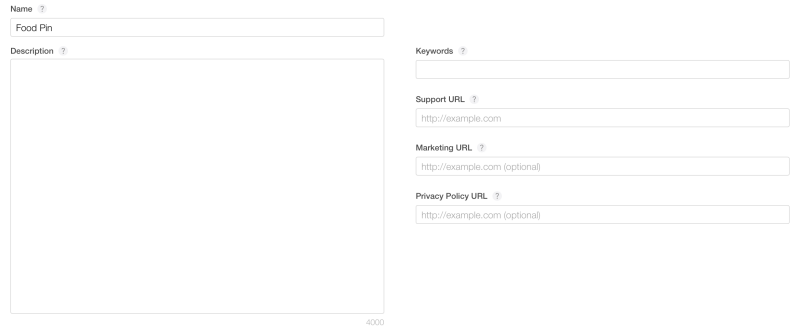 Name ?
Food Pin
Description ?
4000
Keywords ?
Support URL ?
http://example.com
Marketing URL ?
http://example.com (optional)
Privacy Policy URL ?
http://example.com (optional)